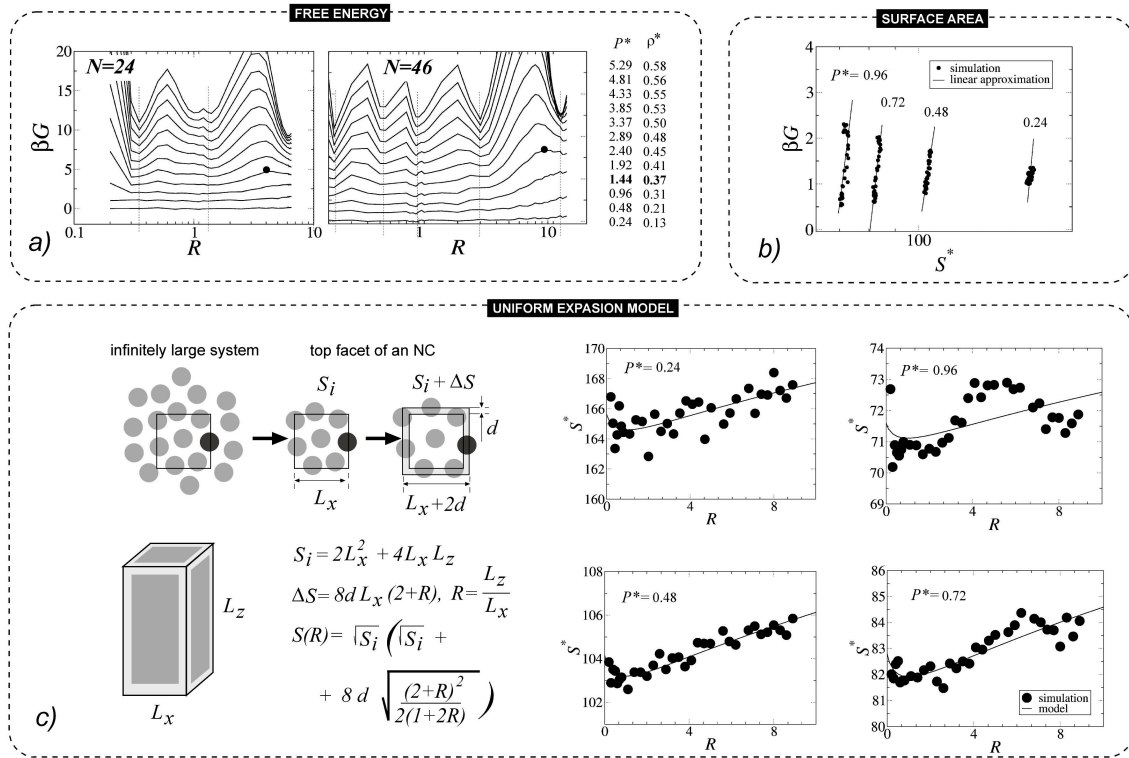 FREE ENERGY
N=24
N=46
βG
20
15
10
5
0
0.1
1
10
1
10
R
R
a)
P* ρ*
5.29 0.58
4.81 0.56
4.33 0.55
3.85 0.53
3.37 0.50
2.89 0.48
2.40 0.45
1.92 0.41
1.44 0.37
0.96 0.31
0.48 0.21
0.24 0.13
SURFACE AREA
simulation
linear approximation
P*= 0.96
0.72
0.48
0.24
βG
4
3
2
1
0
100
S*
b)
UNIFORM EXPASION MODEL
infinitely large system
top facet of an NC
S_i
S_i + ΔS
d
L_x
L_x+2d
L_z
L_x
S_i = 2L_x^2 + 4L_x L_z
ΔS = 8d L_x (2+R), R = L_z/L_x
S(R) = √S_i (√S_i +
+ 8 d √((2+R)^2/2(1+2R)))
c)
P*= 0.24
S*
170
168
166
164
162
160
0
4
8
R
P*= 0.96
S*
74
73
72
71
70
69
0
4
8
R
P*= 0.48
S*
108
106
104
102
0
4
8
R
P*= 0.72
S*
86
85
84
83
82
81
80
0
4
8
R
simulation
model